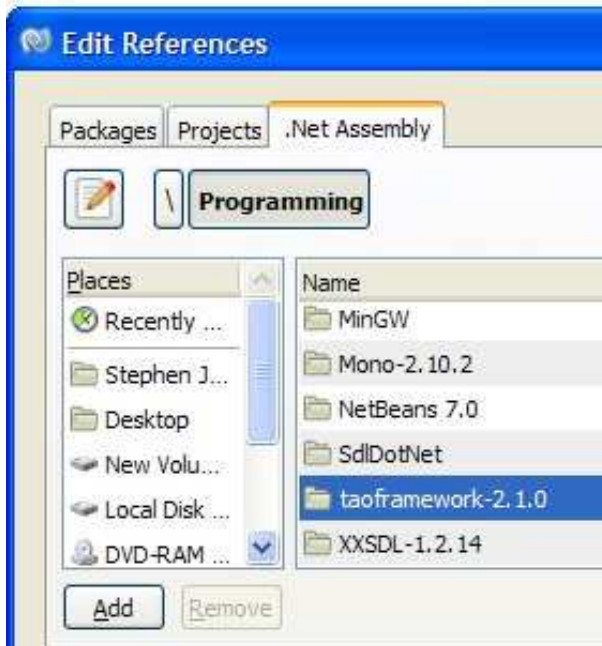 Edit References
Packages Projects .Net Assembly
\ Programming
Places
Recently ...
Stephen J...
Desktop
New Volu...
Local Disk ...
DVD-RAM ...
Name
MinGW
Mono-2.10.2
NetBeans 7.0
SdlDotNet
taoframework-2.1.0
XXSDL-1.2.14
Add Remove